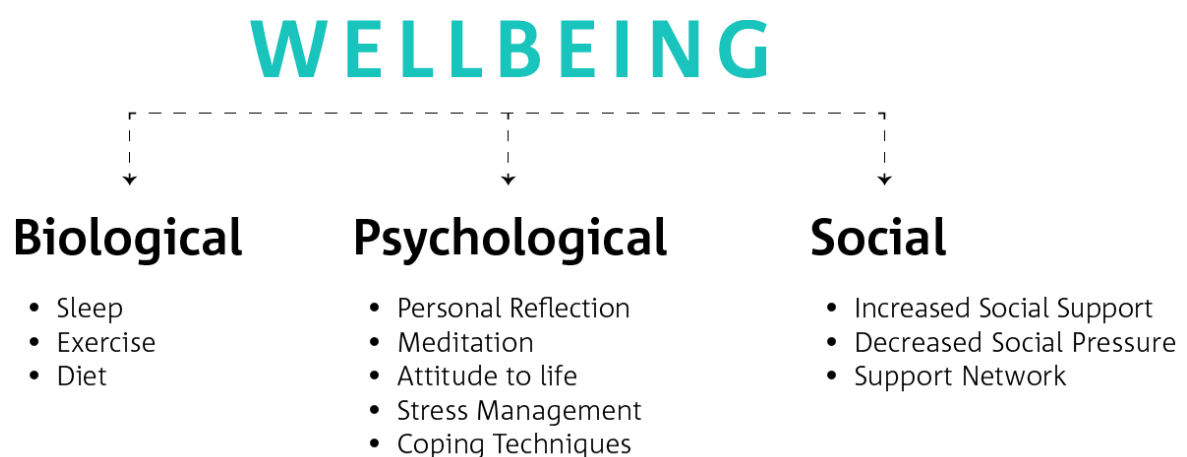 WELLBEING
Biological
• Sleep
• Exercise
• Diet
Psychological
• Personal Reflection
• Meditation
• Attitude to life
• Stress Management
• Coping Techniques
Social
• Increased Social Support
• Decreased Social Pressure
• Support Network